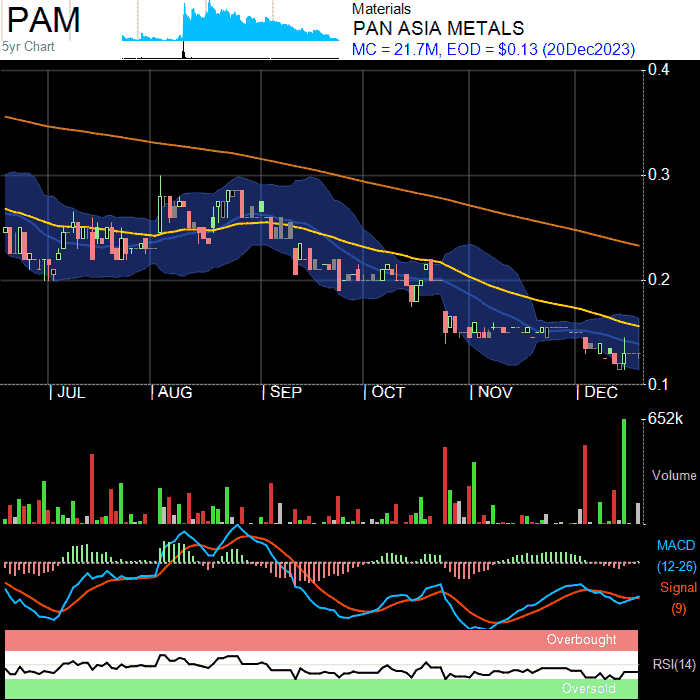 PAM
5yr Chart
Materials
PAN ASIA METALS
MC = 21.7M, EOD = $0.13 (20Dec2023)
0.4
0.3
0.2
0.1
JUL
AUG
SEP
OCT
NOV
DEC
652k
Volume
MACD
(12-26)
Signal
(9)
Overbought
RSI(14)
Oversold